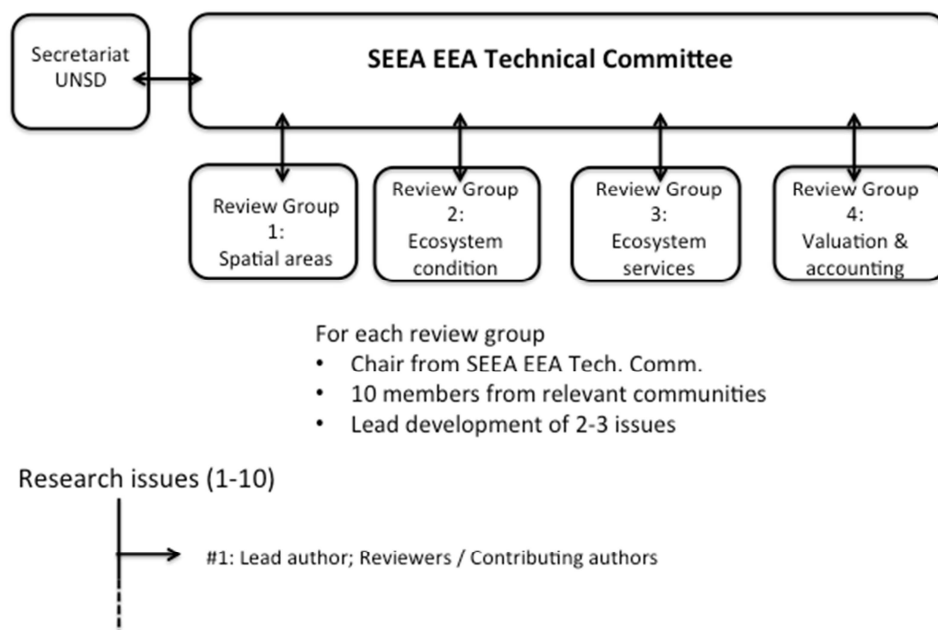 Secretariat
UNSD
SEEA EEA Technical Committee
Review Group
1:
Spatial areas
Review Group
2:
Ecosystem
condition
Review Group
3:
Ecosystem
services
Review Group
4:
Valuation &
accounting
For each review group
• Chair from SEEA EEA Tech. Comm.
• 10 members from relevant communities
• Lead development of 2-3 issues
Research issues (1-10)
#1: Lead author; Reviewers / Contributing authors